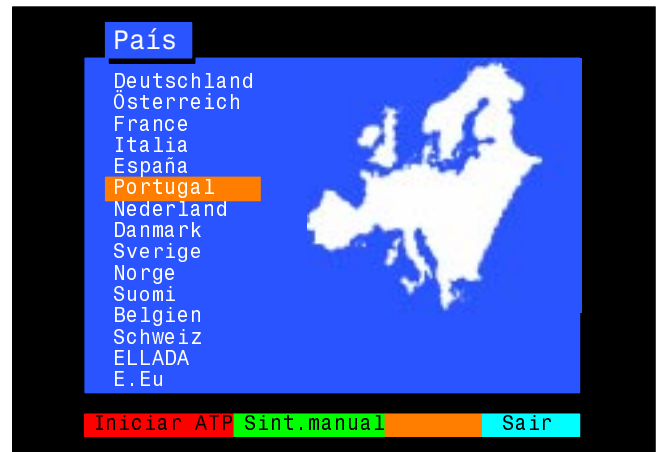 País
Deutschland
Österreich
France
Italia
España
Portugal
Nederland
Danmark
Sverige
Norge
Suomi
Belgien
Schweiz
ELLADA
E.Eu
Iniciar ATP Sint.manual Sair